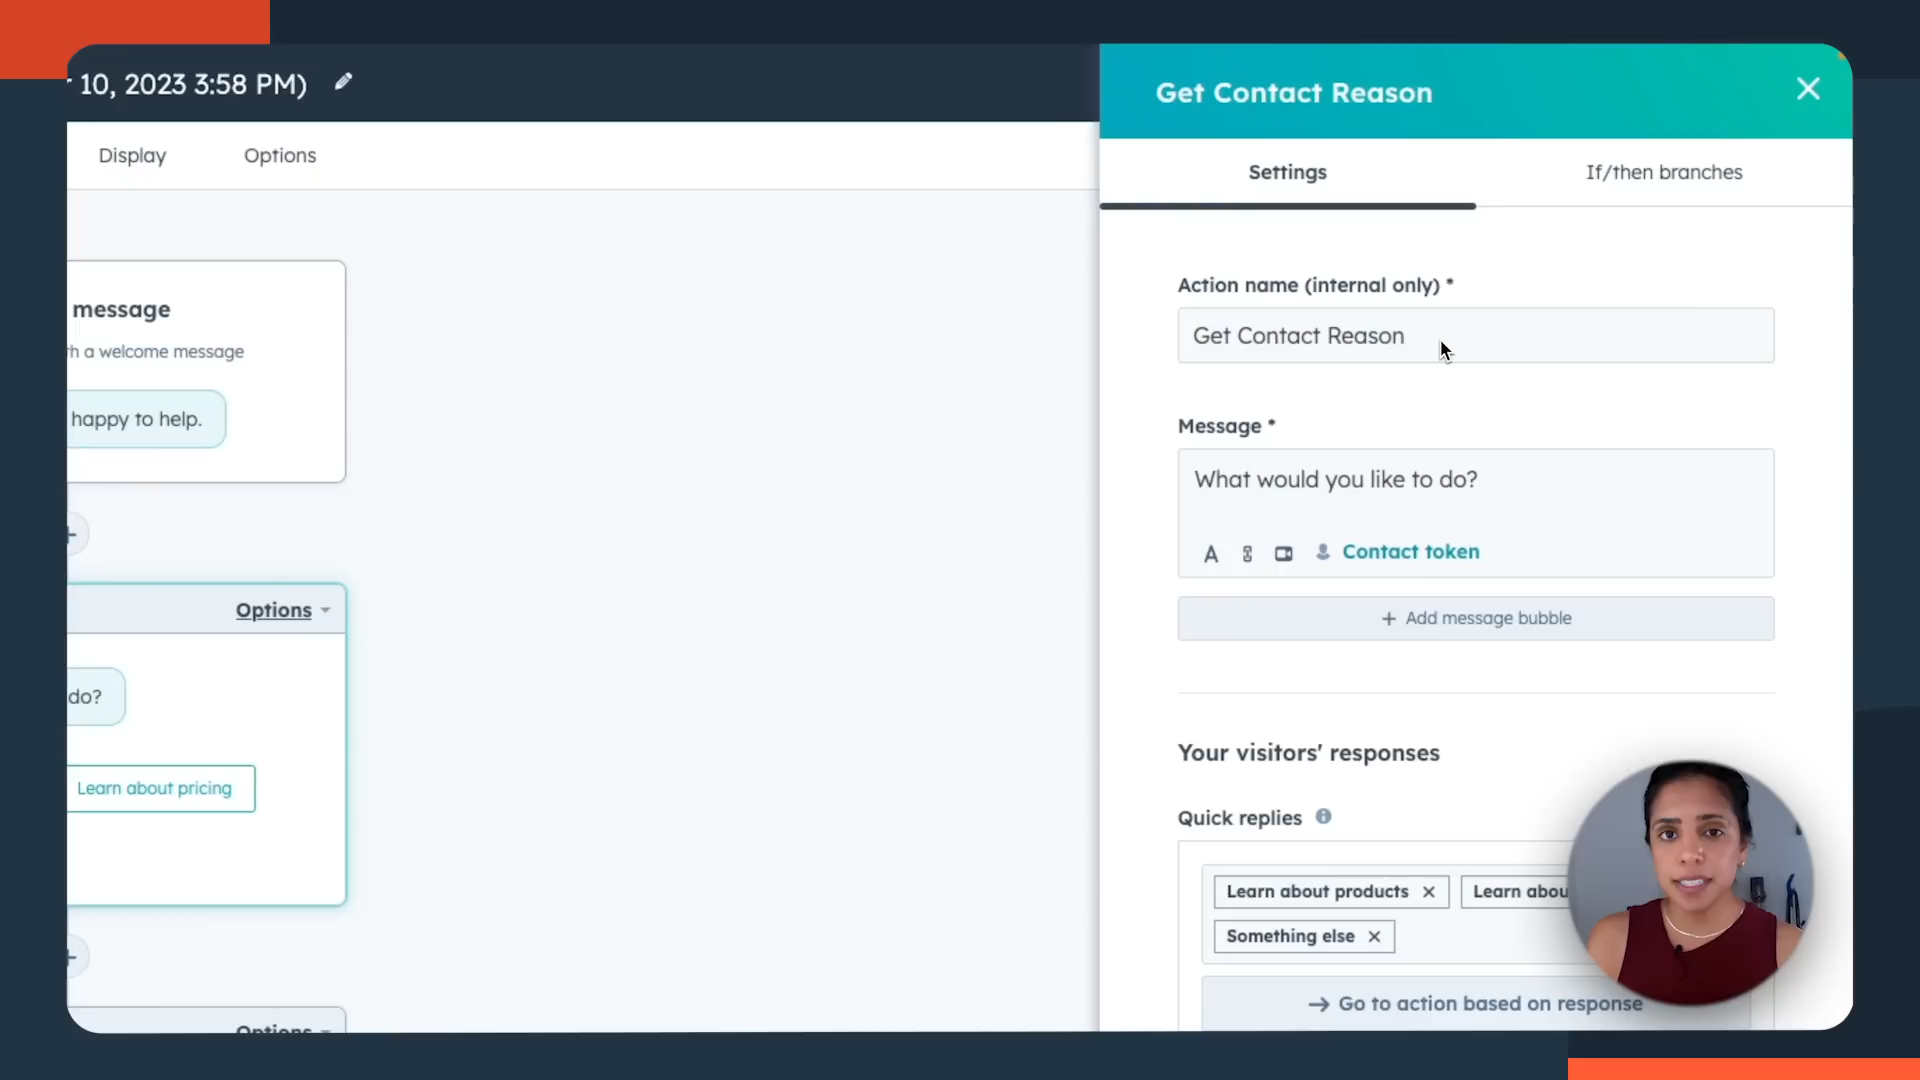 10, 2023 3:58 PM)
Display
Options
message
h a welcome message
happy to help.
Options
do?
Learn about pricing
Options
Get Contact Reason
Settings
If/then branches
Action name (internal only) *
Get Contact Reason
Message *
What would you like to do?
A
Contact token
+ Add message bubble
Your visitors' responses
Quick replies
Learn about products ×
Learn abou
Something else ×
→ Go to action based on response